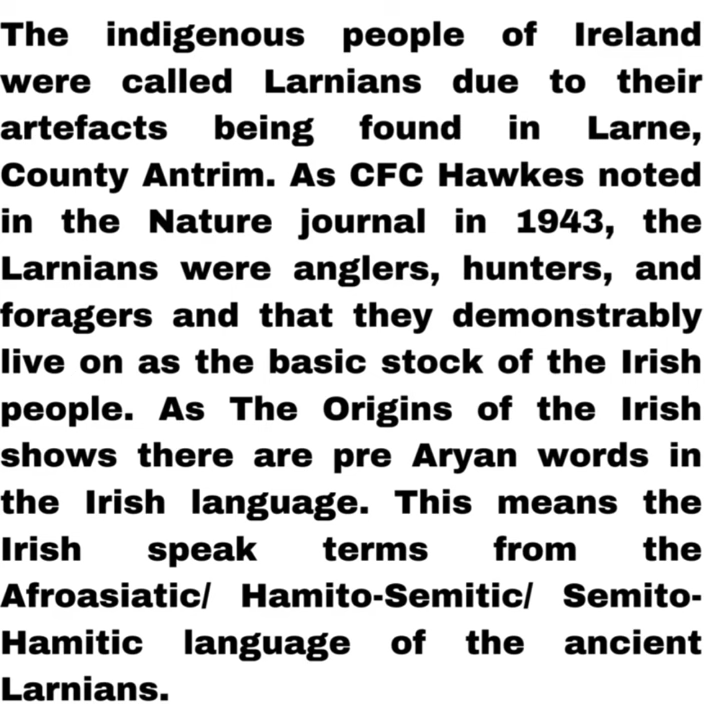 The indigenous people of Ireland
were called Larnians due to their
artefacts being found in Larne,
County Antrim. As CFC Hawkes noted
in the Nature journal in 1943, the
Larnians were anglers, hunters, and
foragers and that they demonstrably
live on as the basic stock of the Irish
people. As The Origins of the Irish
shows there are pre Aryan words in
the Irish language. This means the
Irish speak terms from the
Afroasiatic/ Hamito-Semitic/ Semito-
Hamitic language of the ancient
Larnians.